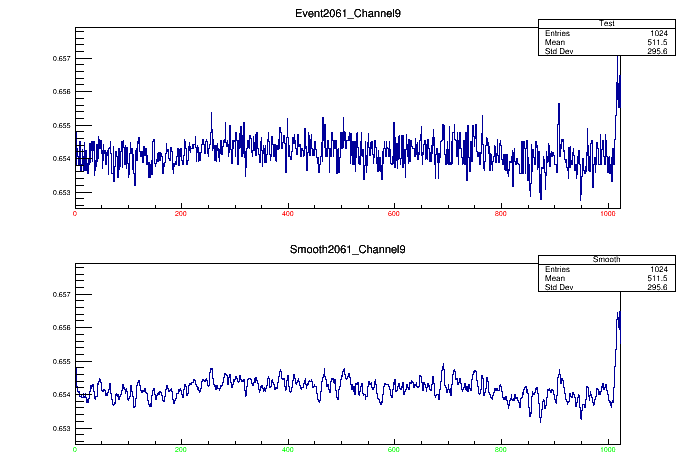 Event2061_Channel9
Test
Entries 1024
Mean 511.5
Std Dev 295.6
0.657
0.656
0.655
0.654
0.653
0 200 400 600 800 1000
Smooth2061_Channel9
Smooth
Entries 1024
Mean 511.5
Std Dev 295.6
0.657
0.656
0.655
0.654
0.653
0 200 400 600 800 1000